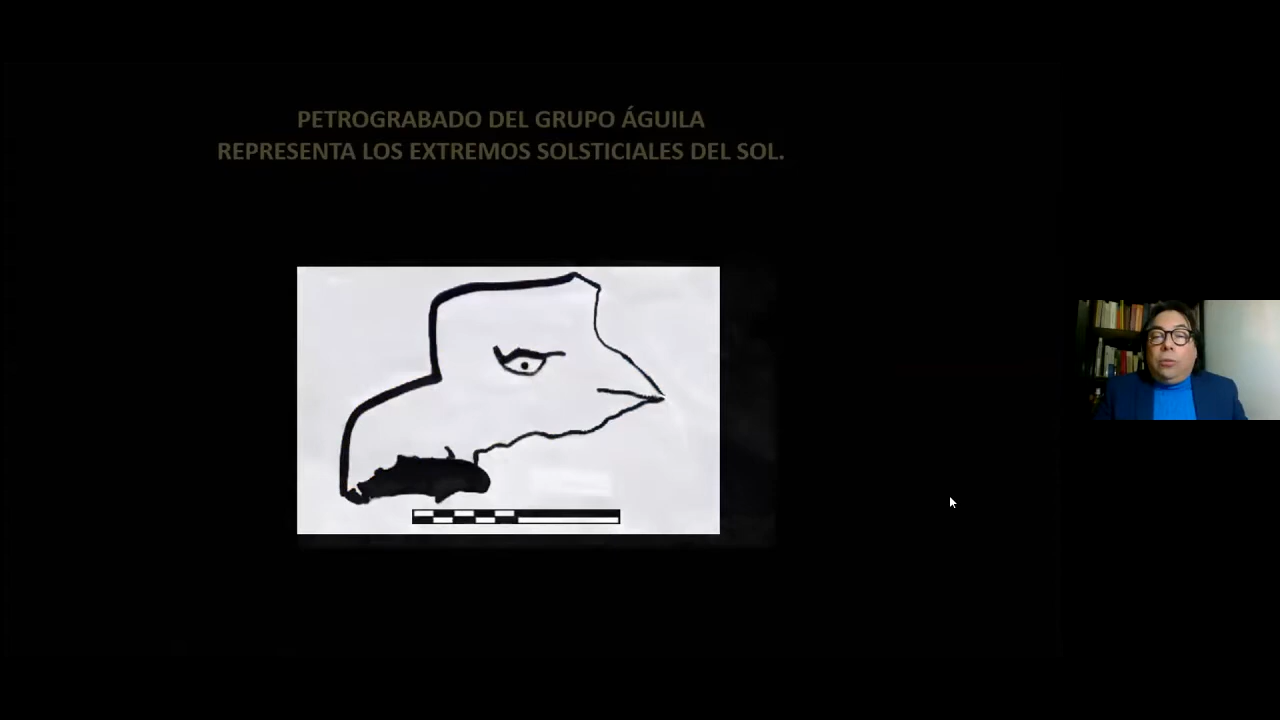 PETROGRABADO DEL GRUPO ÁGUILA
REPRESENTA LOS EXTREMOS SOLSTICIALES DEL SOL.